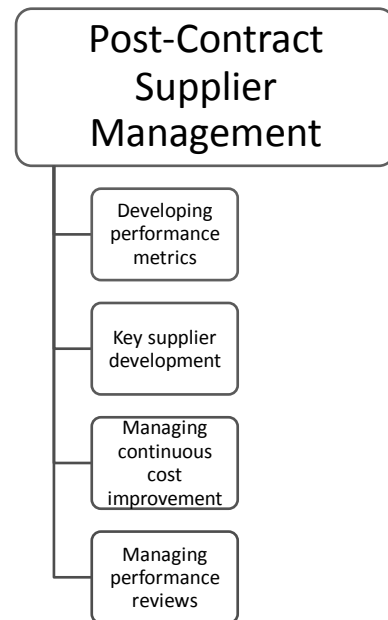 Post-Contract
Supplier
Management
Developing
performance
metrics
Key supplier
development
Managing
continuous
cost
improvement
Managing
performance
reviews